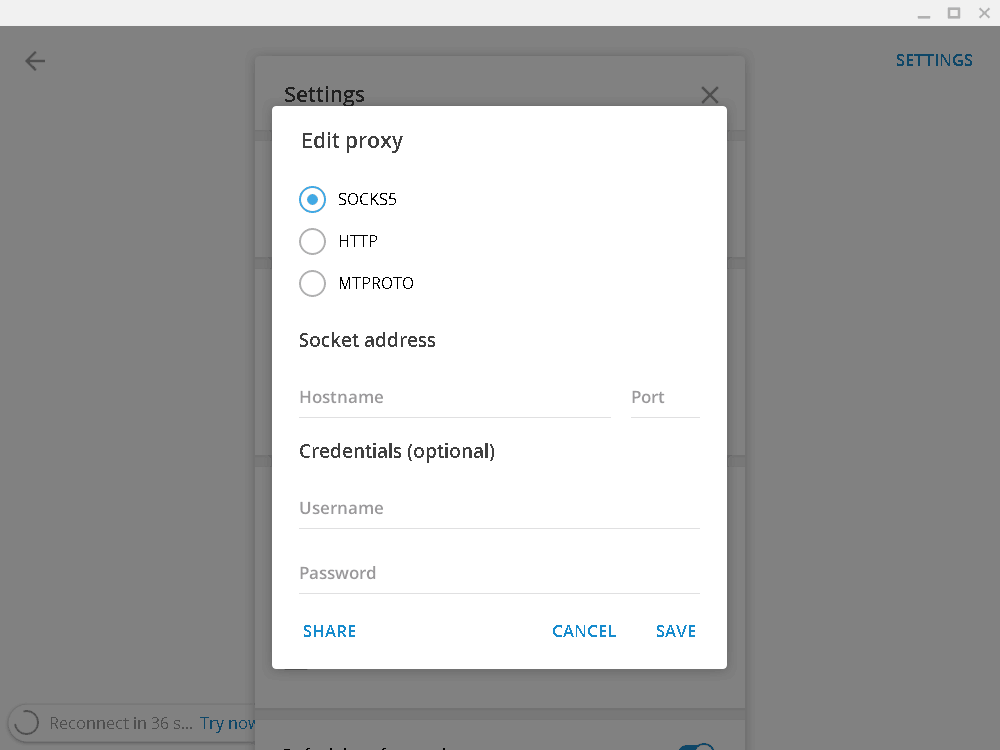 SETTINGS
Settings
Edit proxy
SOCKS5
HTTP
MTPROTO
Socket address
Hostname Port
Credentials (optional)
Username
Password
SHARE CANCEL SAVE
Reconnect in 36 s... Try now